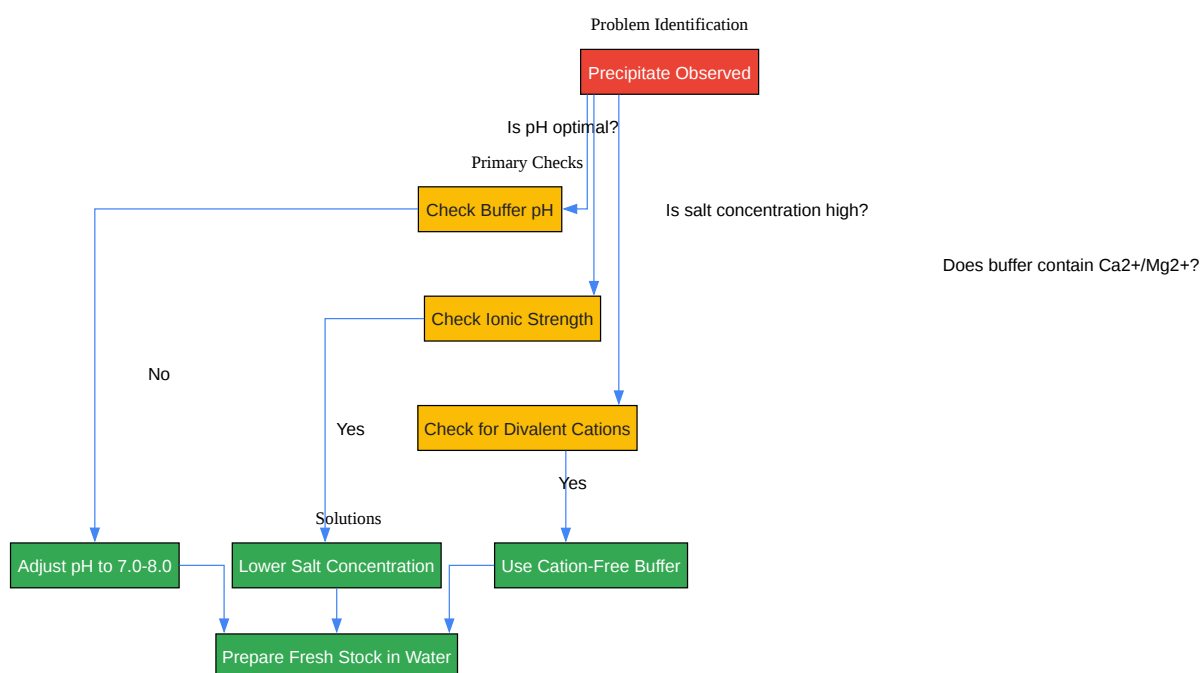 Problem Identification
Precipitate Observed
Is pH optimal?
Primary Checks
Check Buffer pH
Is salt concentration high?
Does buffer contain Ca2+/Mg2+?
Check Ionic Strength
No
Yes
Check for Divalent Cations
Yes
Solutions
Adjust pH to 7.0-8.0
Lower Salt Concentration
Use Cation-Free Buffer
Prepare Fresh Stock in Water